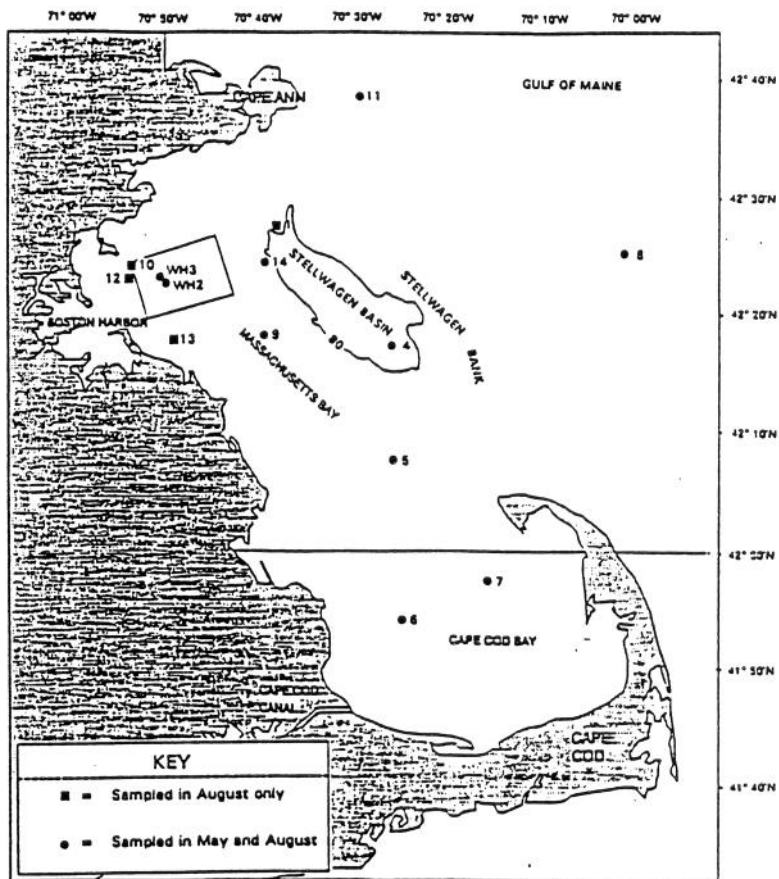 71° 00'W 70° 50'W 70° 40'W 70° 30'W 70° 20'W 70° 10'W 70° 00'W
42° 40'N
GULF OF MAINE
CAPE ANN
11
42° 30'N
8
14
10
12
WH3
WH2
STELLWAGEN BASIN
STELLWAGEN BANK
BOSTON HARBOR
42° 20'N
13
9
80
4
MASSACHUSETTS BAY
42° 10'N
5
42° 00'N
7
6
CAPE COD BAY
41° 50'N
CAPE COD
CANAL
CAPE
COD
41° 40'N
KEY
■ = Sampled in August only
● = Sampled in May and August